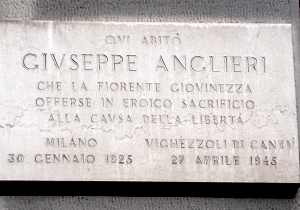 QVI ABITÒ
GIVSEPPE ANGLIERI
CHE LA FIORENTE GIOVINEZZA
OFFERSE IN EROICO SACRIFICIO
ALLA CAVSA DELLA LIBERTÀ
MILANO VIGHEZZOLI DI CANTV
30 GENNAIO 1925 27 APRILE 1945